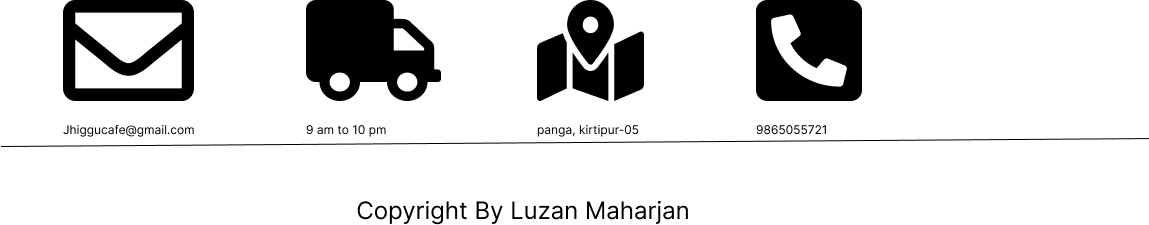 Jhiggucafe@gmail.com
9 am to 10 pm
panga, kirtipur-05
9865055721
Copyright By Luzan Maharjan